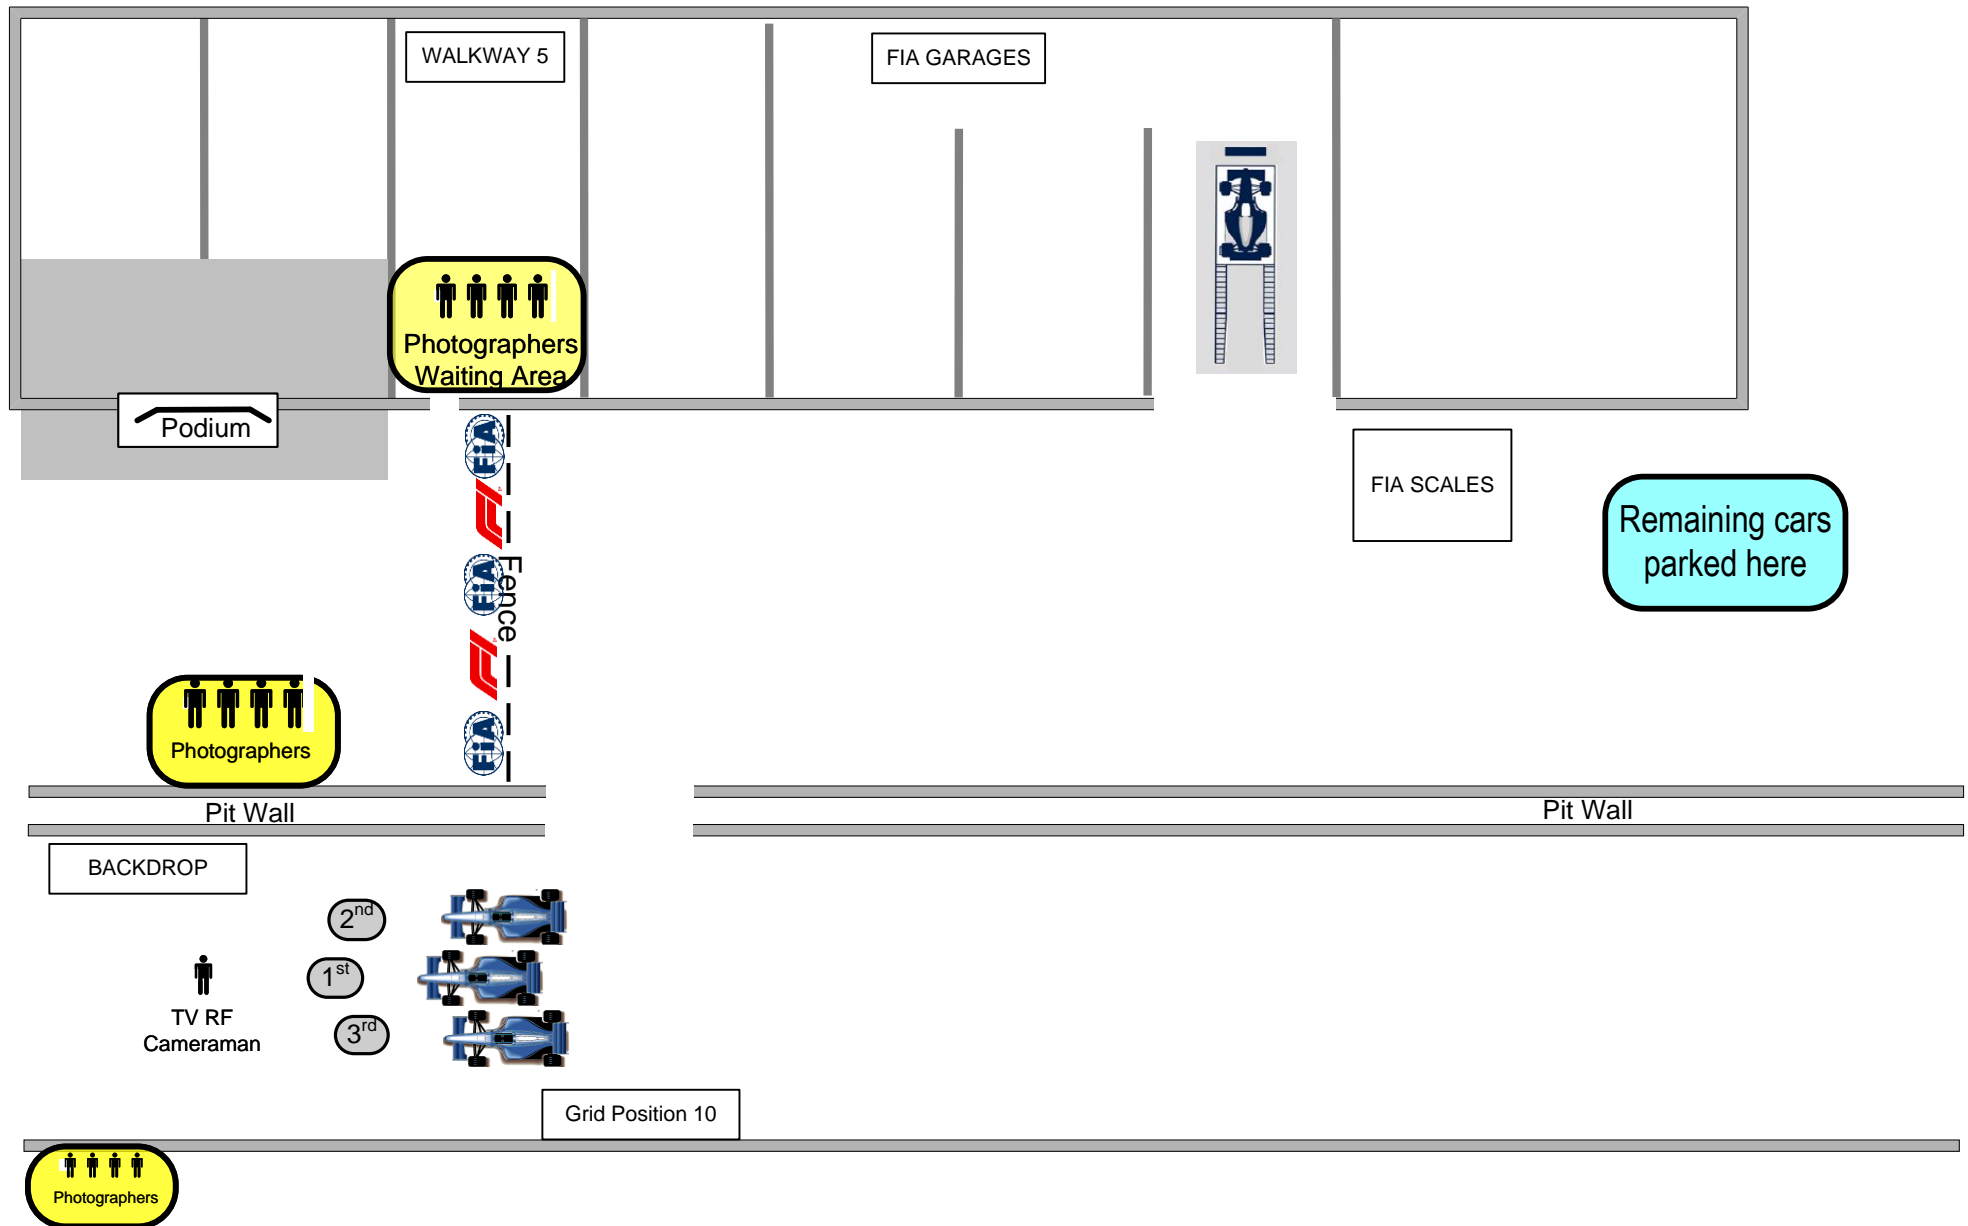 WALKWAY 5
FIA GARAGES
Photographers
Waiting Area
Podium
FiA
F1
FiA
F1
FiA
Fence
FIA SCALES
Remaining cars
parked here
Photographers
Pit Wall
Pit Wall
BACKDROP
2nd
1st
3rd
TV RF
Cameraman
Grid Position 10
Photographers